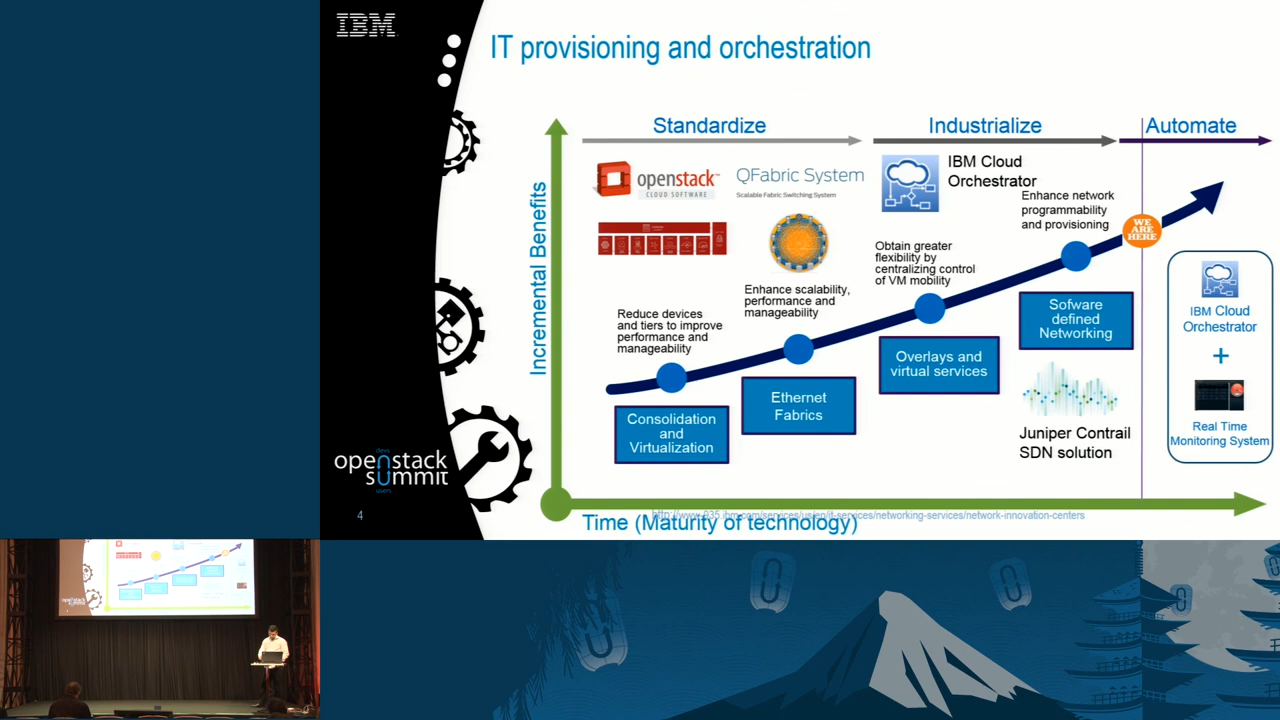 IBM
IT provisioning and orchestration
Standardize
Industrialize
Automate
openstack™
CLOUD SOFTWARE
QFabric System
Scalable Fabric Switching System
IBM Cloud
Orchestrator
Enhance network
programmability
and provisioning
WE
ARE
HERE
Obtain greater
flexibility by
centralizing control
of VM mobility
Enhance scalability,
performance and
manageability
Reduce devices
and tiers to improve
performance and
manageability
Incremental Benefits
Consolidation
and
Virtualization
Ethernet
Fabrics
Overlays and
virtual services
Sofware
defined
Networking
Juniper Contrail
SDN solution
IBM Cloud
Orchestrator
+
Real Time
Monitoring System
devs
openstack
summit
users
4
http://www-935.ibm.com/services/us/en/it-services/networking-services/network-innovation-centers
Time (Maturity of technology)